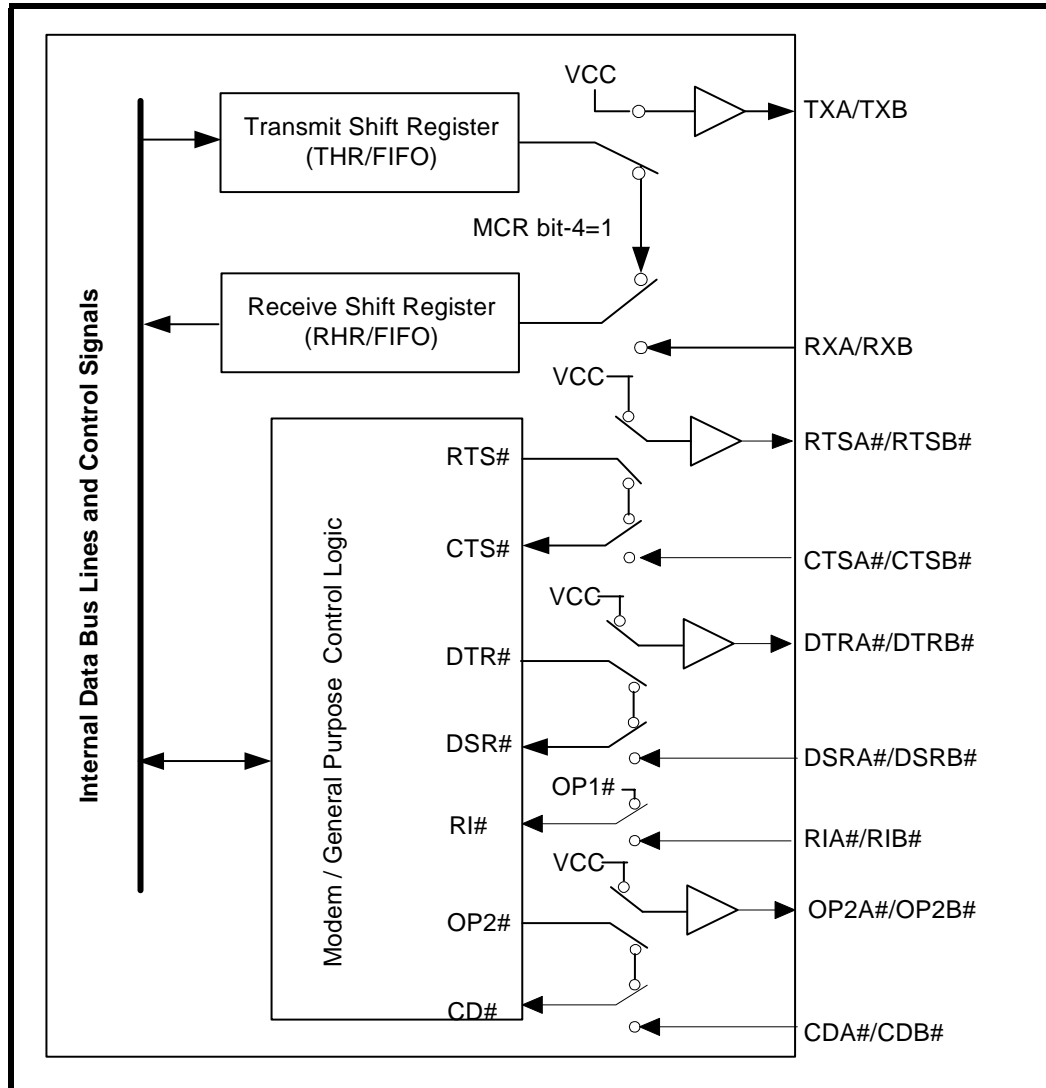 VCC
TXA/TXB
Transmit Shift Register
(THR/FIFO)
MCR bit-4=1
Receive Shift Register
(RHR/FIFO)
RXA/RXB
VCC
RTSA#/RTSB#
RTS#
CTS#
CTSA#/CTSB#
VCC
DTRA#/DTRB#
DTR#
DSR#
DSRA#/DSRB#
OP1#
RI#
RIA#/RIB#
VCC
OP2A#/OP2B#
OP2#
CD#
CDA#/CDB#
Internal Data Bus Lines and Control Signals
Modem / General Purpose Control Logic